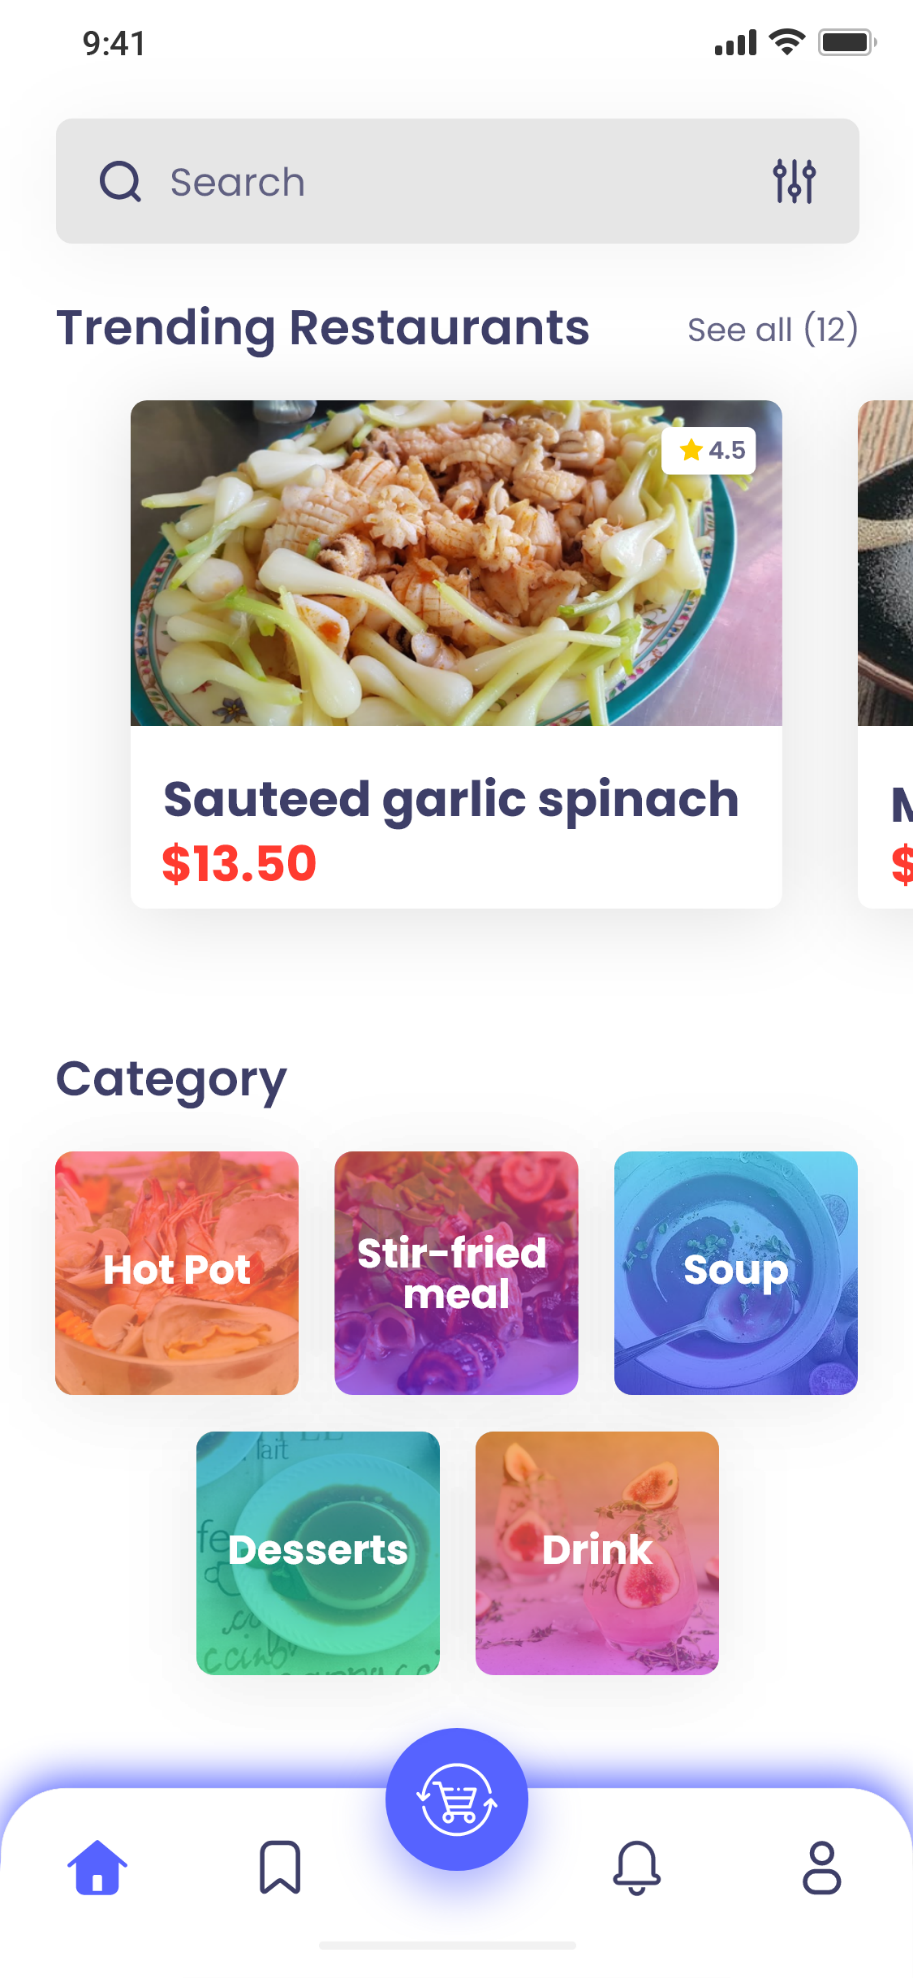 9:41
Search
Trending Restaurants
See all (12)
4.5
Sauteed garlic spinach
$13.50
$
Category
Hot Pot
Stir-fried
meal
Soup
lait
Desserts
Drink